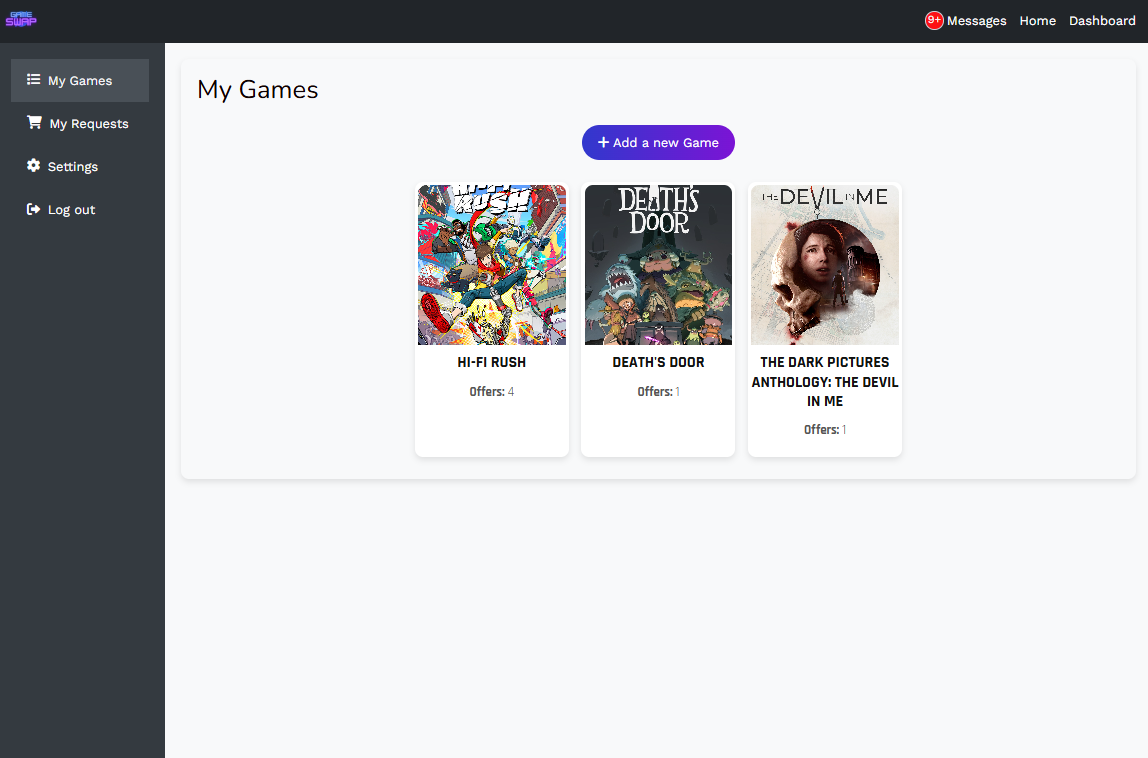 GAME
SWAP
9+ Messages Home Dashboard
My Games
My Requests
Settings
Log out
My Games
+ Add a new Game
HI-FI RUSH
DEATH'S
DOOR
THE DEVIL IN ME
HI-FI RUSH
Offers: 4
DEATH'S DOOR
Offers: 1
THE DARK PICTURES
ANTHOLOGY: THE DEVIL
IN ME
Offers: 1